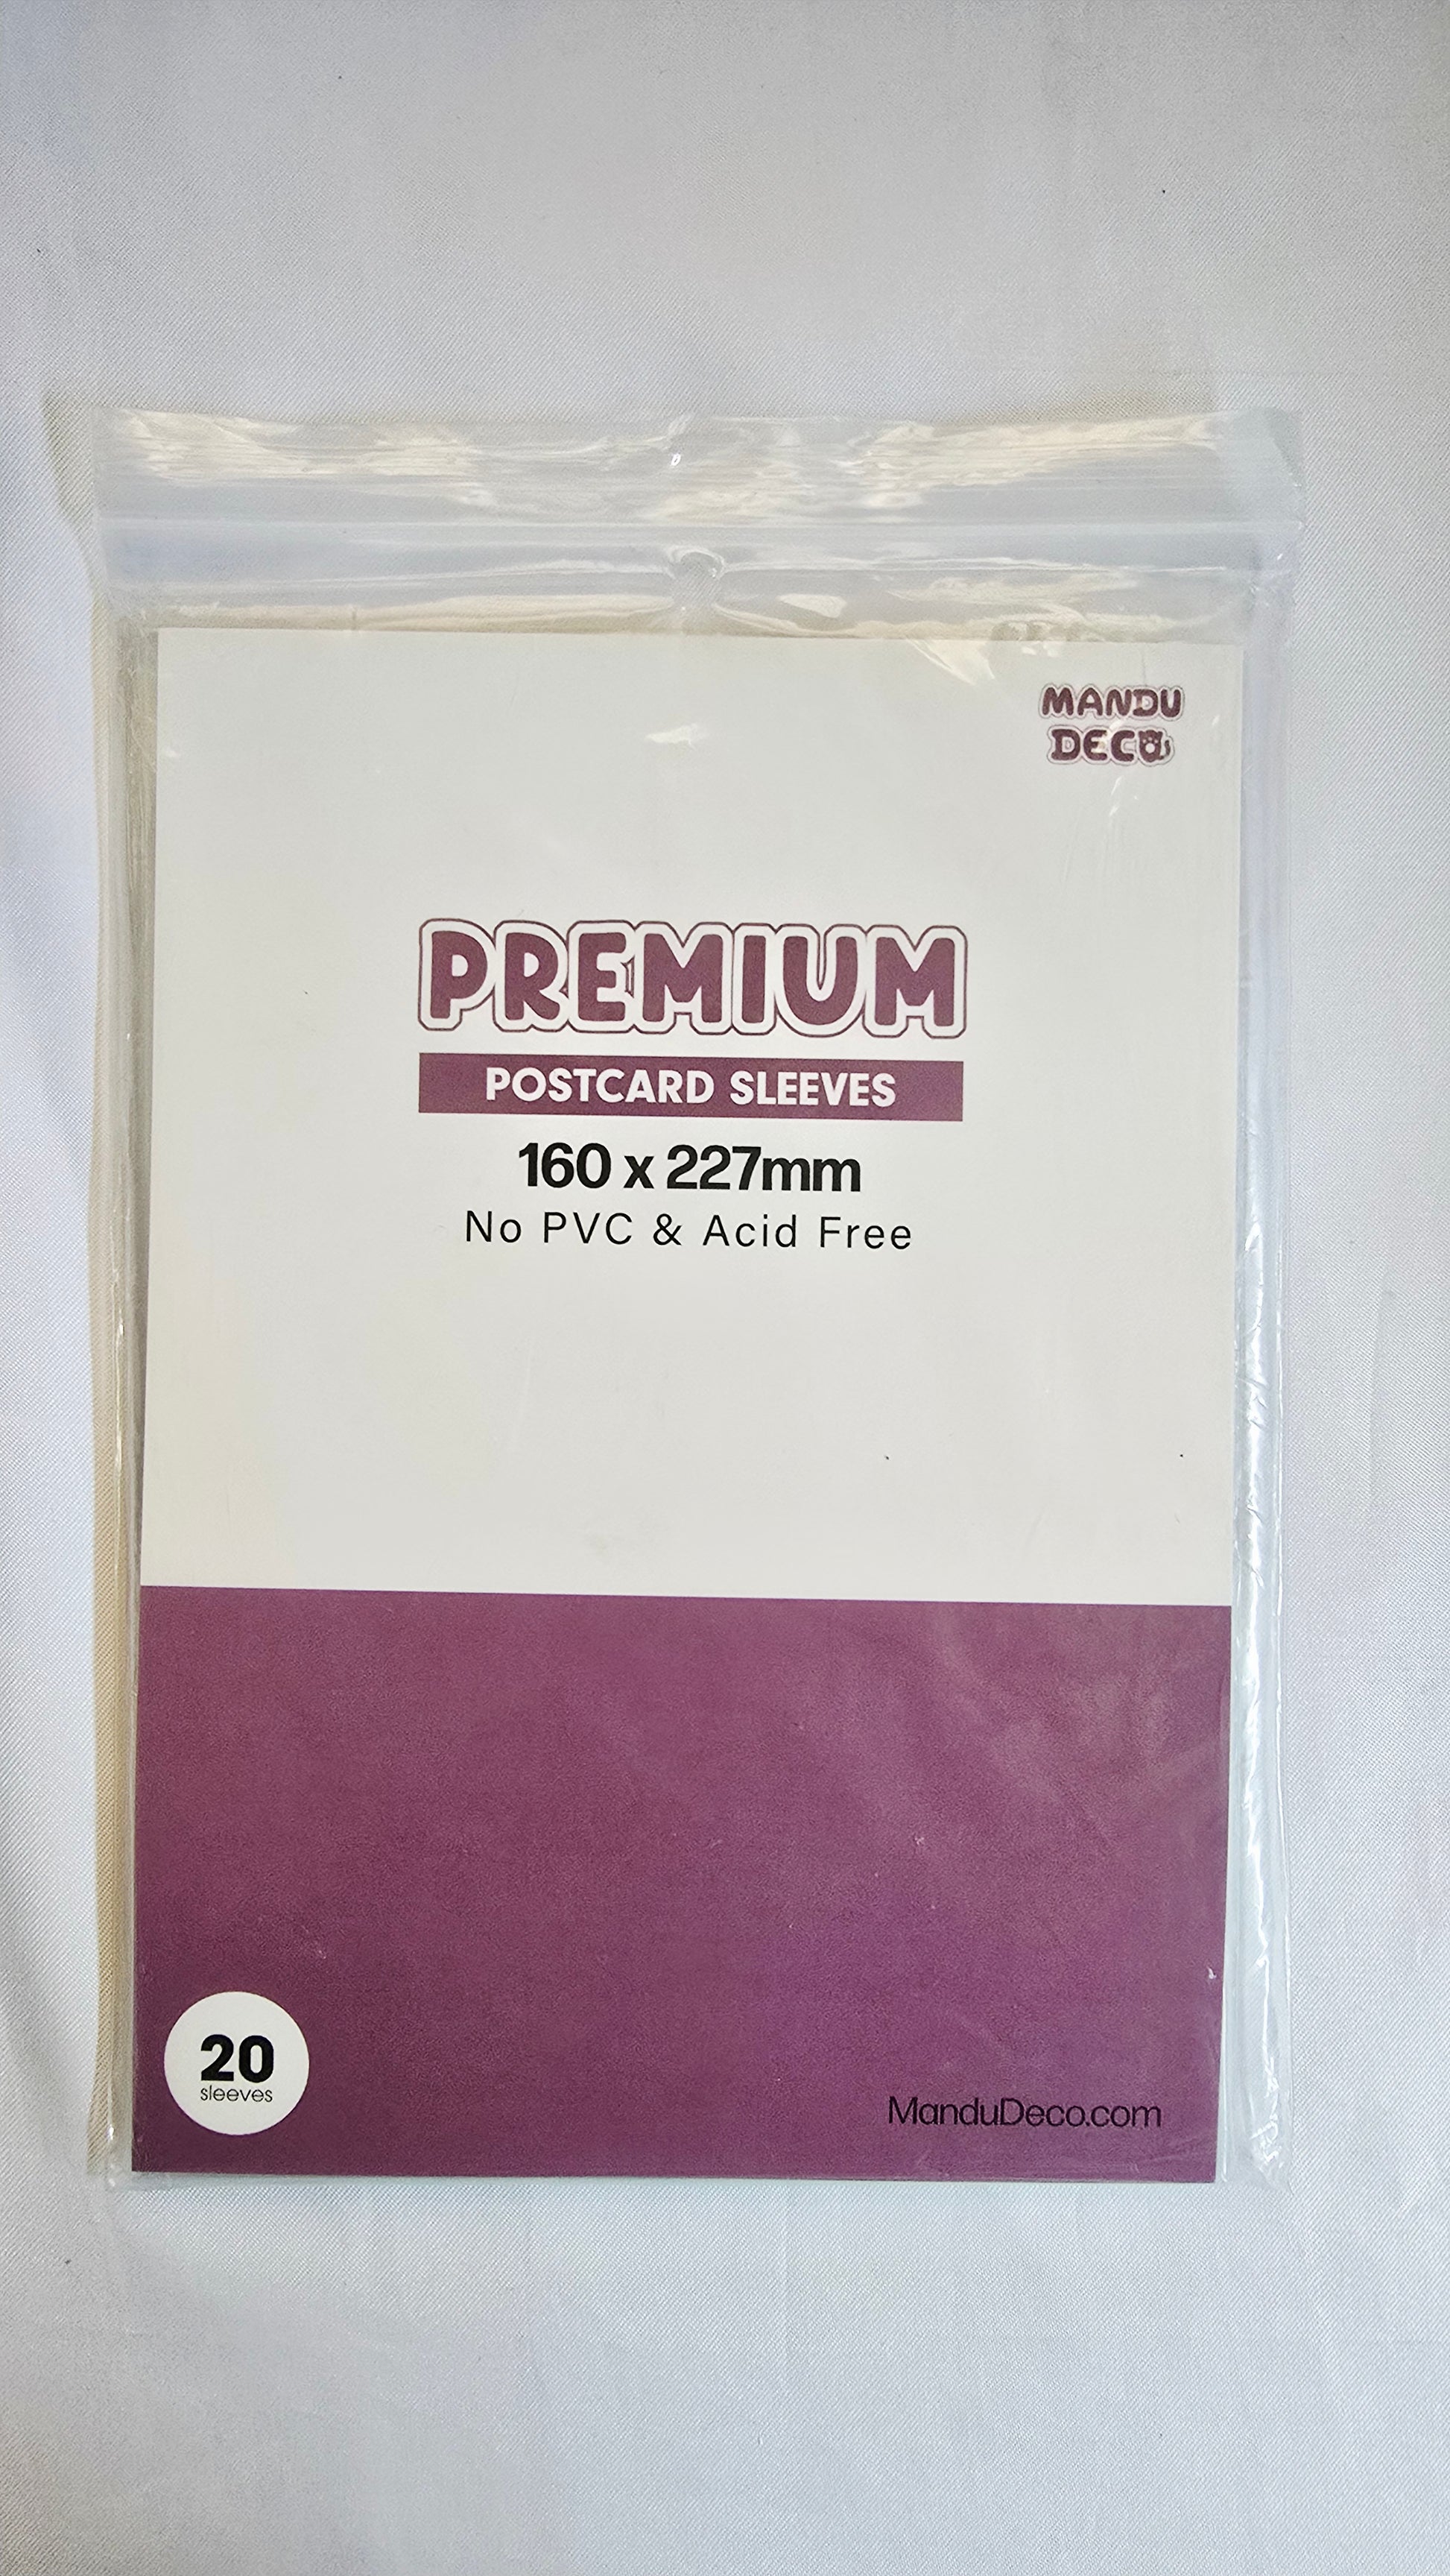 MANDU
DECO
PREMIUM
POSTCARD SLEEVES
160 x 227mm
No PVC & Acid Free
20
sleeves
ManduDeco.com